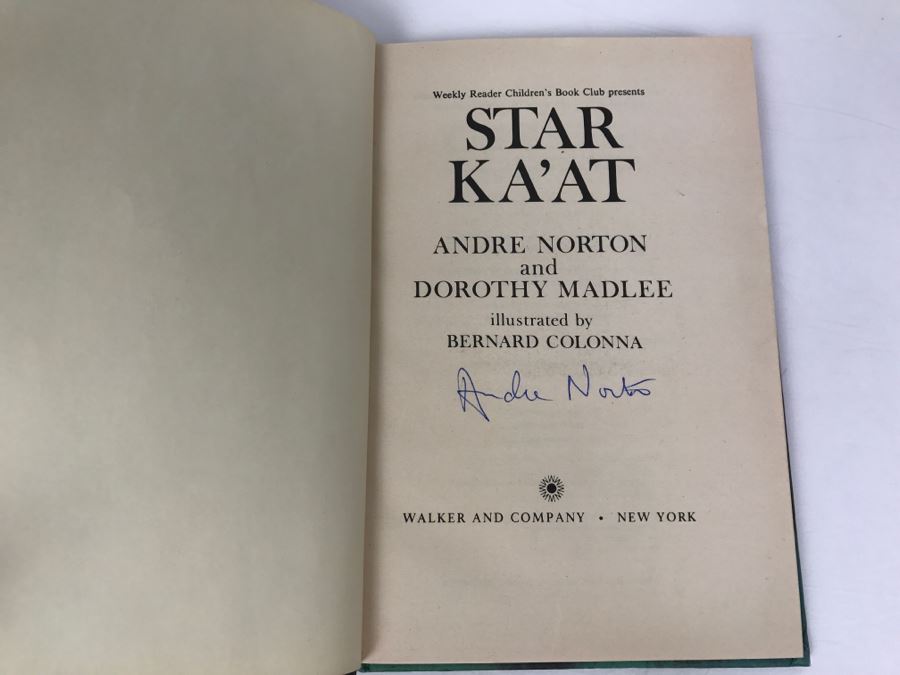 Weekly Reader Children's Book Club presents
STAR
KA'AT
ANDRE NORTON
and
DOROTHY MADLEE
illustrated by
BERNARD COLONNA
Andre Norton
WALKER AND COMPANY • NEW YORK